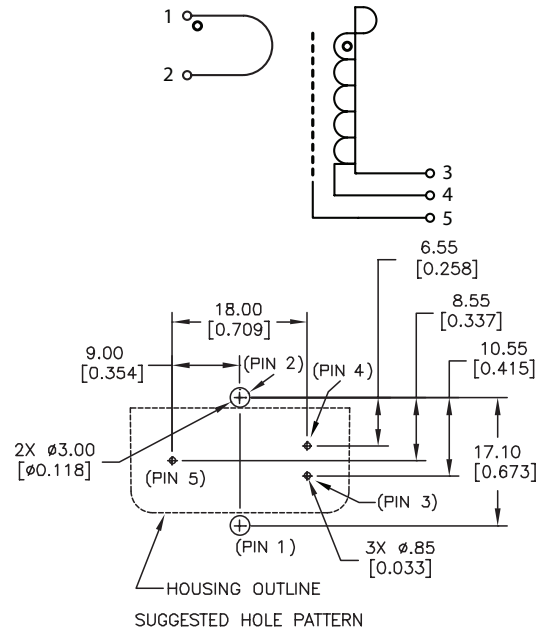 1
2
3
4
5
6.55
[0.258]
18.00
[0.709]
8.55
[0.337]
9.00
[0.354]
10.55
[0.415]
(PIN 2)
(PIN 4)
2X ø3.00
[ø0.118]
17.10
[0.673]
(PIN 5)
(PIN 3)
(PIN 1)
3X ø.85
[0.033]
HOUSING OUTLINE
SUGGESTED HOLE PATTERN